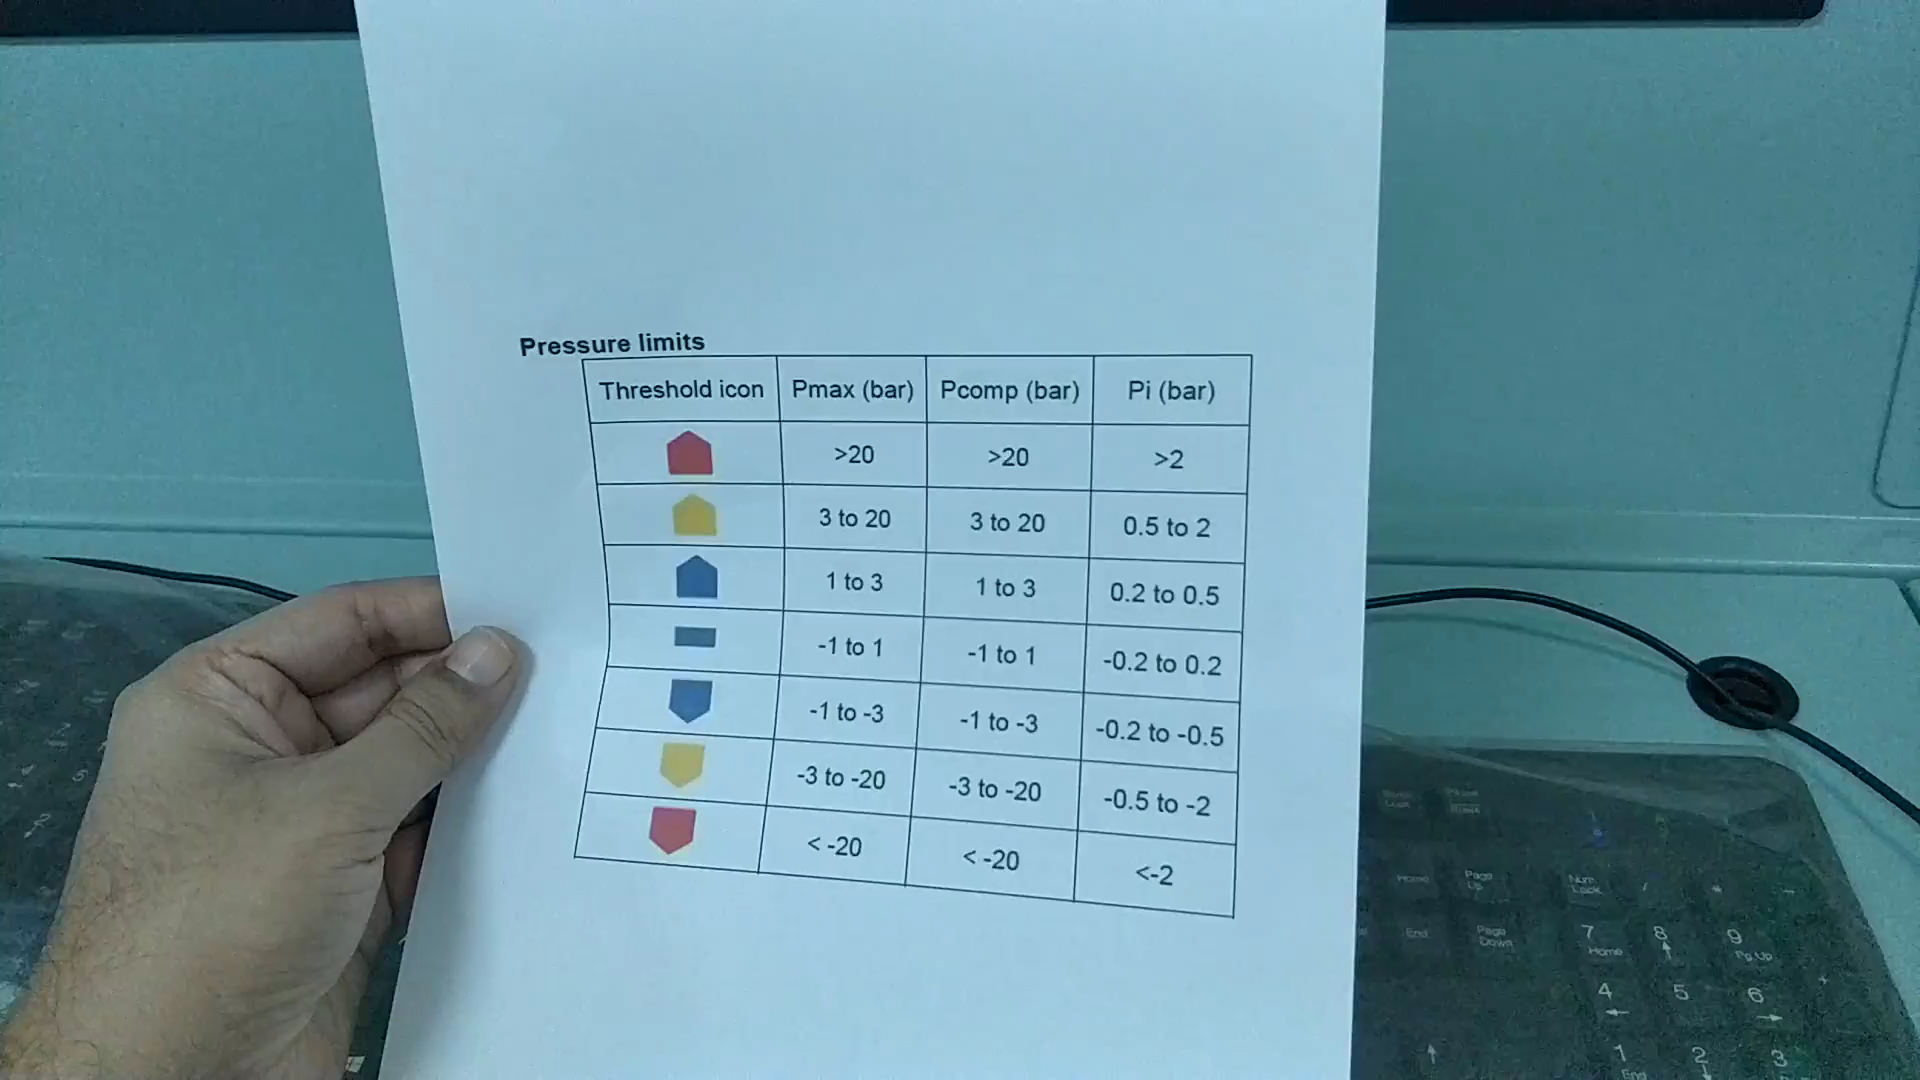 Pressure limits
Threshold icon Pmax (bar) Pcomp (bar) Pi (bar)
>20 >20 >2
3 to 20 3 to 20 0.5 to 2
1 to 3 1 to 3 0.2 to 0.5
-1 to 1 -1 to 1 -0.2 to 0.2
-1 to -3 -1 to -3 -0.2 to -0.5
-3 to -20 -3 to -20 -0.5 to -2
< -20 < -20 <-2
Home Page Up Num Lock / * -
End Page Down 7 Home 8 9 Pg Up
4 5 6 +
1 End 2 3